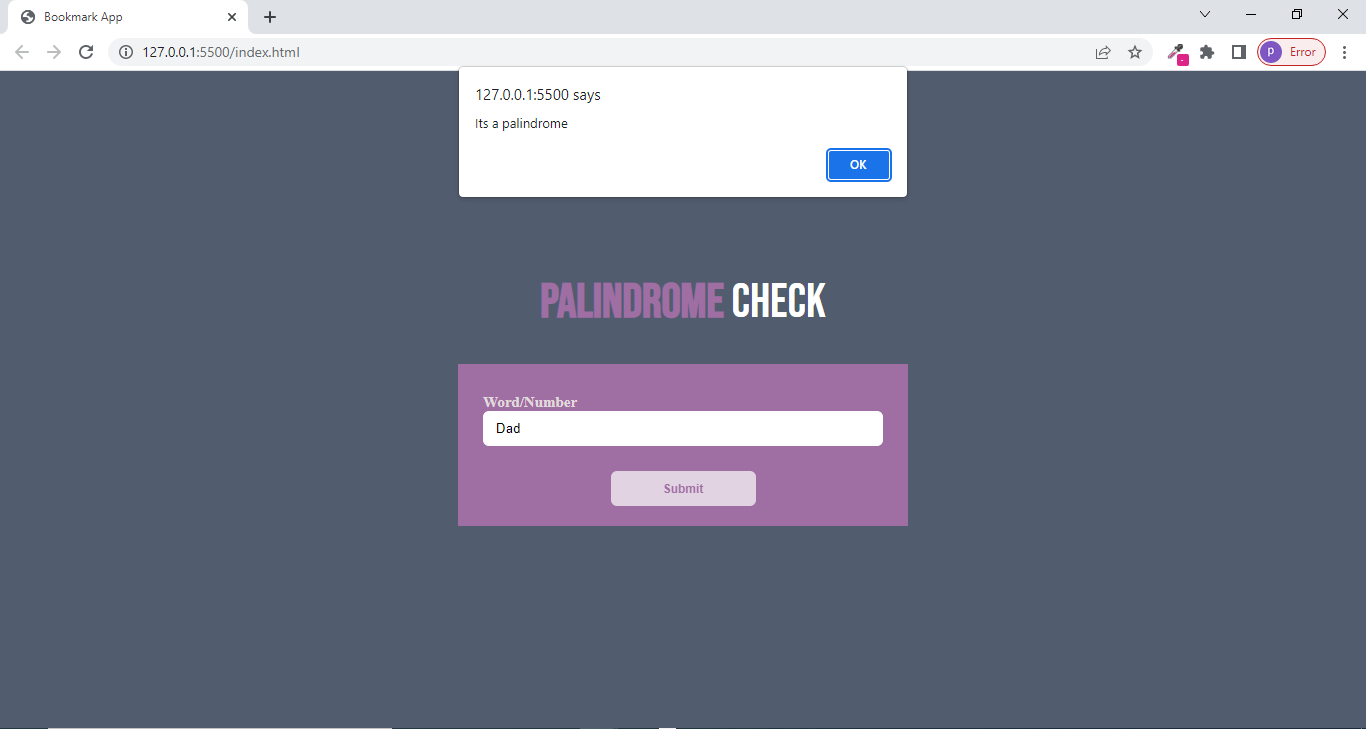 Bookmark App
127.0.0.1:5500/index.html
P Error
127.0.0.1:5500 says
Its a palindrome
OK
PALINDROME CHECK
Word/Number
Dad
Submit